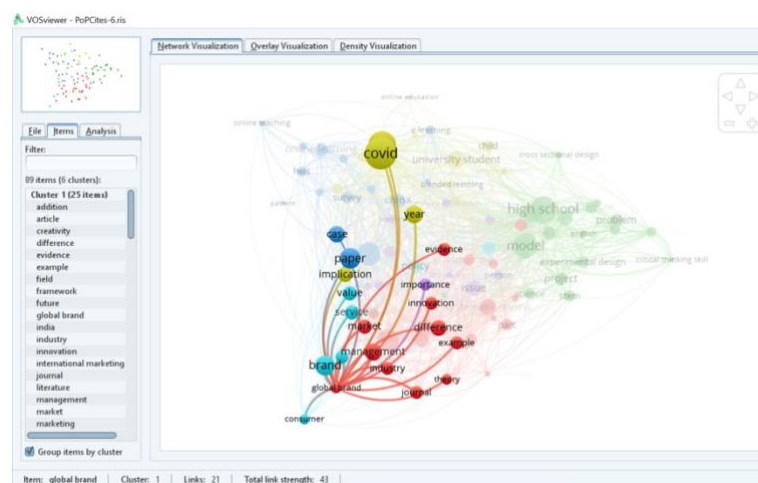 VOSviewer - PoPCites-6.ris
Network Visualization Overlay Visualization Density Visualization
File Items Analysis
Filter:
89 items (6 clusters):
Cluster 1 (25 items)
addition
article
creativity
difference
evidence
example
field
framework
future
global brand
india
industry
innovation
international marketing
journal
literature
management
market
marketing
Group items by cluster
online education
online teaching
e learning
online learning
child
university student
cross sectional design
covid
blended learning
parent
survey
year
high school
problem
case
evidence
model
paper
implication
policy
experimental design
critical thinking skill
importance
issue
project
value
innovation
service
market
difference
part
example
management
brand
industry
global brand
theory
journal
consumer
Item: global brand Cluster: 1 Links: 21 Total link strength: 43